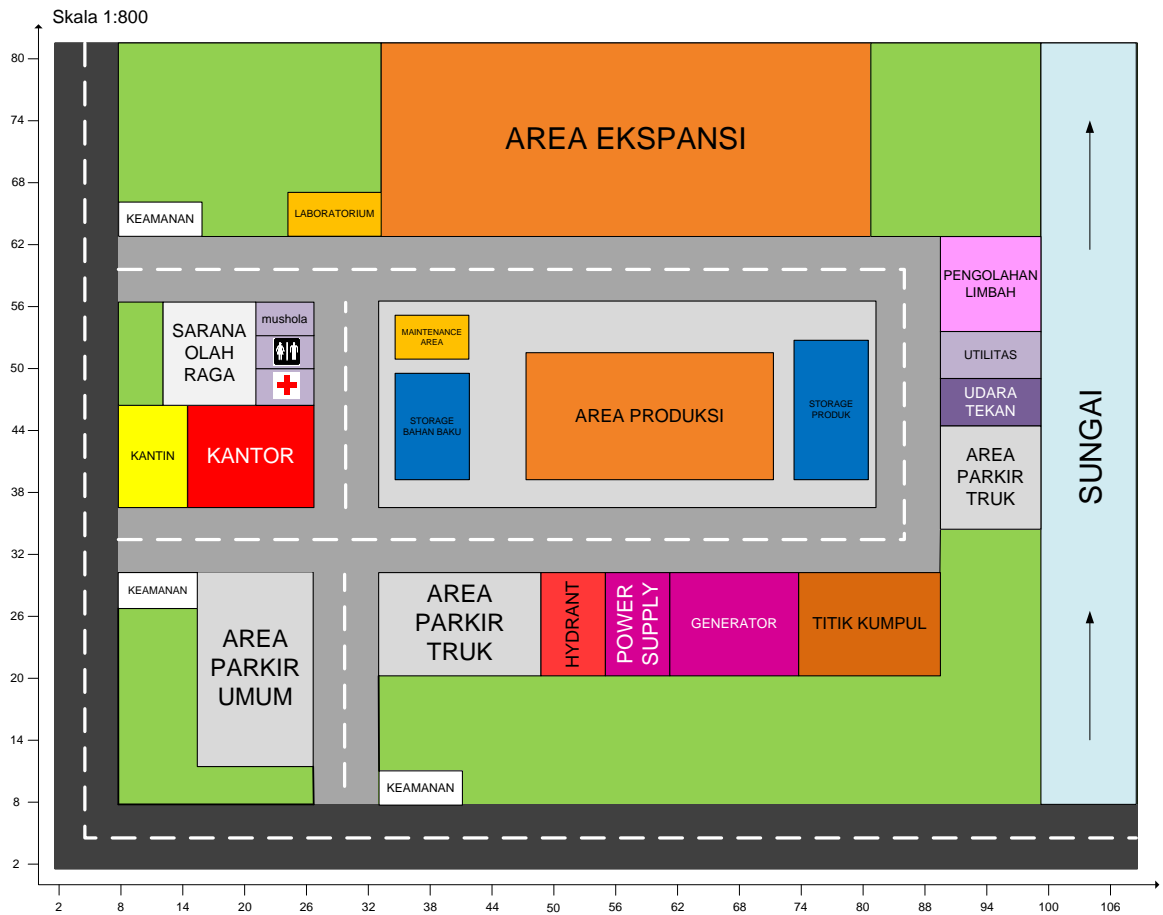 Skala 1:800
80
74
68
62
56
50
44
38
32
26
20
14
8
2
AREA EKSPANSI
KEAMANAN
LABORATORIUM
PENGOLAHAN
LIMBAH
SARANA
OLAH
RAGA
mushola
MAINTENANCE
AREA
STORAGE
BAHAN BAKU
AREA PRODUKSI
STORAGE
PRODUK
UTILITAS
UDARA
TEKAN
AREA
PARKIR
TRUK
SUNGAI
KANTIN
KANTOR
KEAMANAN
AREA
PARKIR
UMUM
AREA
PARKIR
TRUK
HYDRANT
POWER
SUPPLY
GENERATOR
TITIK KUMPUL
KEAMANAN
2
8
14
20
26
32
38
44
50
56
62
68
74
80
88
94
100
106